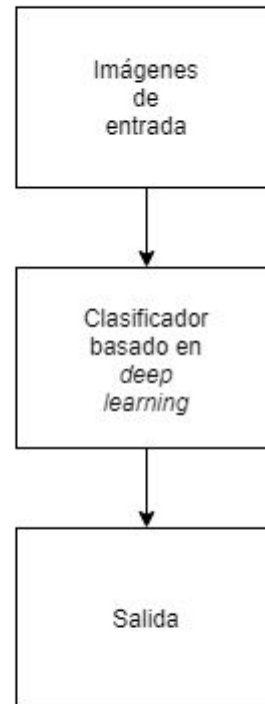 Imágenes
de
entrada
Clasificador
basado en
deep
learning
Salida